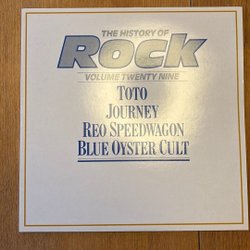 THE HISTORY OF
Rock
VOLUME TWENTY NINE
TOTO
JOURNEY
REO SPEEDWAGON
BLUE OYSTER CULT